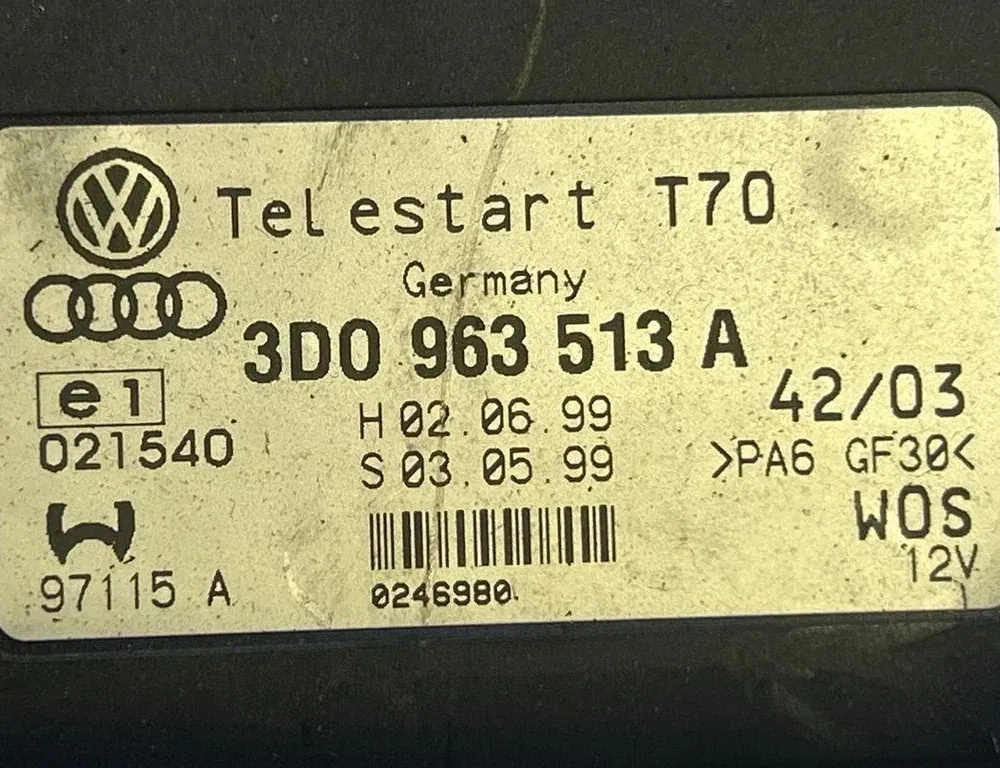 Telestart T70
Germany
3D0 963 513 A
e1
021540
H 02.06.99
S 03.05.99
42/03
>PA6 GF30<
WOS
12V
97115 A
0246980